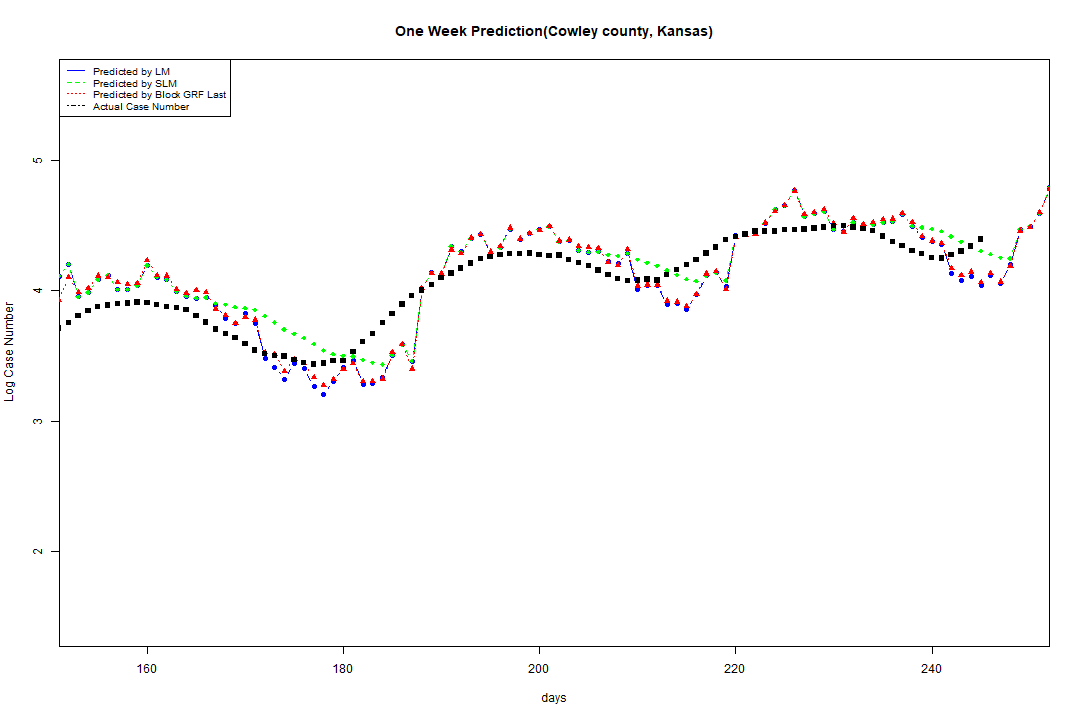 One Week Prediction(Cowley county, Kansas)
Predicted by LM
Predicted by SLM
Predicted by Block GRF Last
Actual Case Number
5
4
3
2
Log Case Number
160 180 200 220 240
days